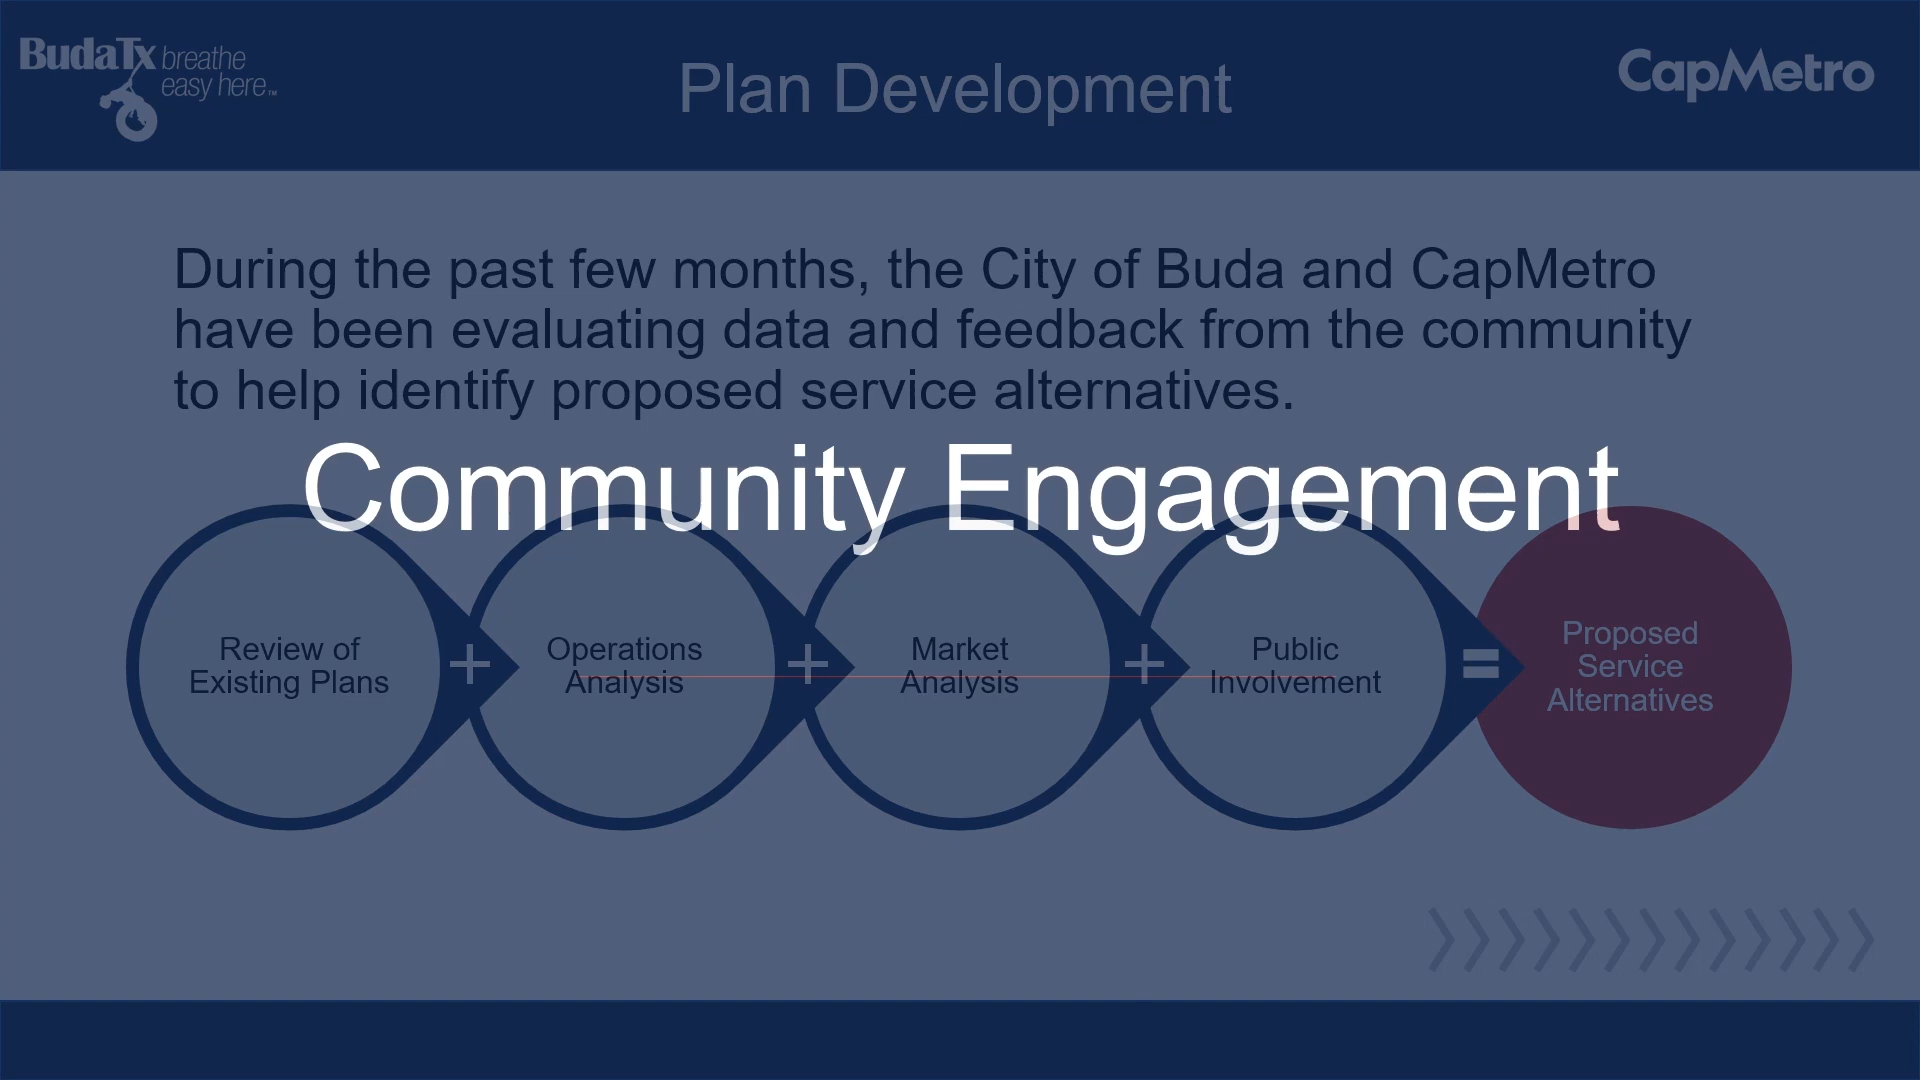 BudaTx breathe
easy here™
Plan Development
CapMetro
During the past few months, the City of Buda and CapMetro
have been evaluating data and feedback from the community
to help identify proposed service alternatives.
Community Engagement
Review of
Existing Plans
+
Operations
Analysis
+
Market
Analysis
+
Public
Involvement
=
Proposed
Service
Alternatives